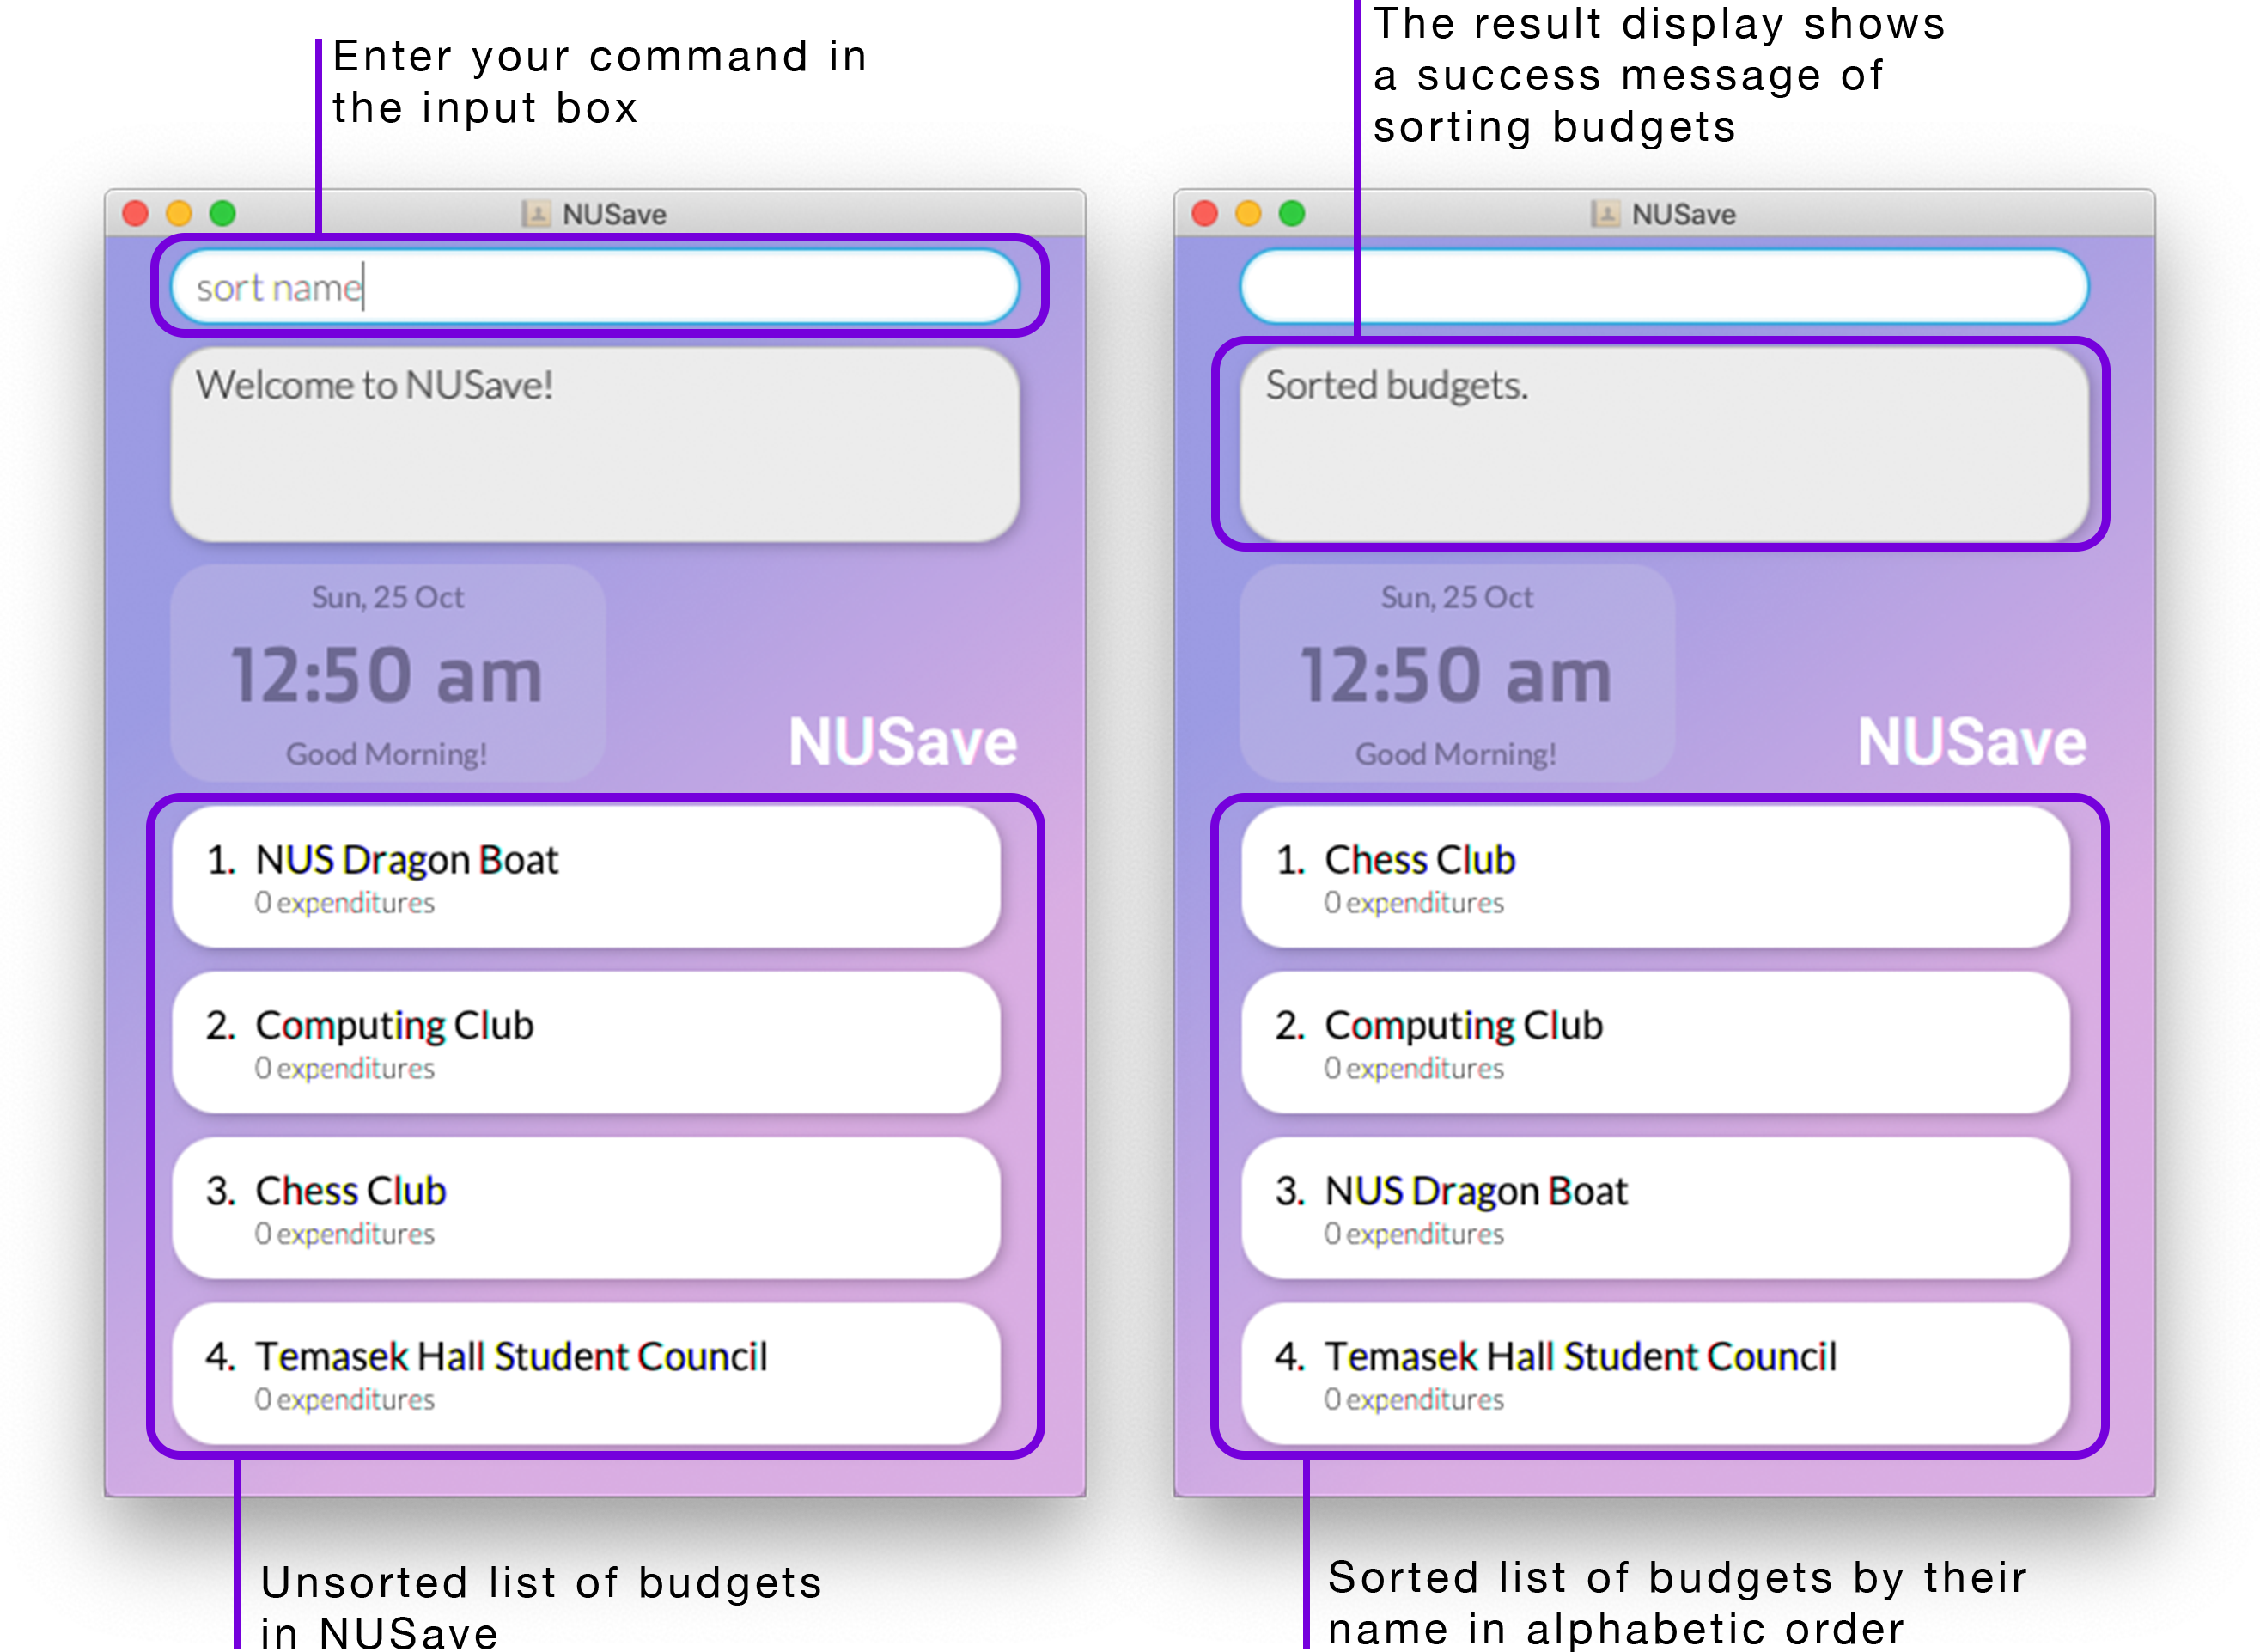 Enter your command in
the input box
The result display shows
a success message of
sorting budgets
NUSave
sort name
Welcome to NUSave!
Sun, 25 Oct
12:50 am
Good Morning!
NUSave
1. NUS Dragon Boat
0 expenditures
2. Computing Club
0 expenditures
3. Chess Club
0 expenditures
4. Temasek Hall Student Council
0 expenditures
Unsorted list of budgets
in NUSave
NUSave
Sorted budgets.
Sun, 25 Oct
12:50 am
Good Morning!
NUSave
1. Chess Club
0 expenditures
2. Computing Club
0 expenditures
3. NUS Dragon Boat
0 expenditures
4. Temasek Hall Student Council
0 expenditures
Sorted list of budgets by their
name in alphabetic order